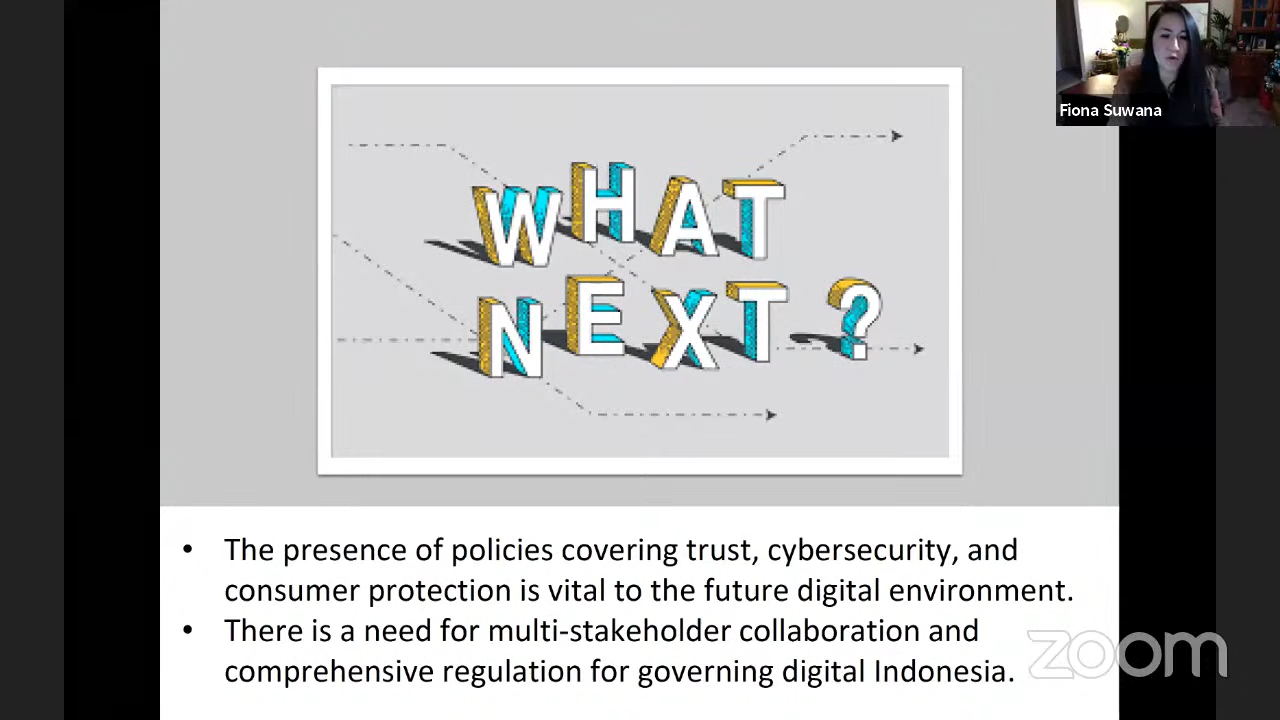 Fiona Suwana
WHAT
NEXT ?
• The presence of policies covering trust, cybersecurity, and
consumer protection is vital to the future digital environment.
• There is a need for multi-stakeholder collaboration and
comprehensive regulation for governing digital Indonesia.
zoom